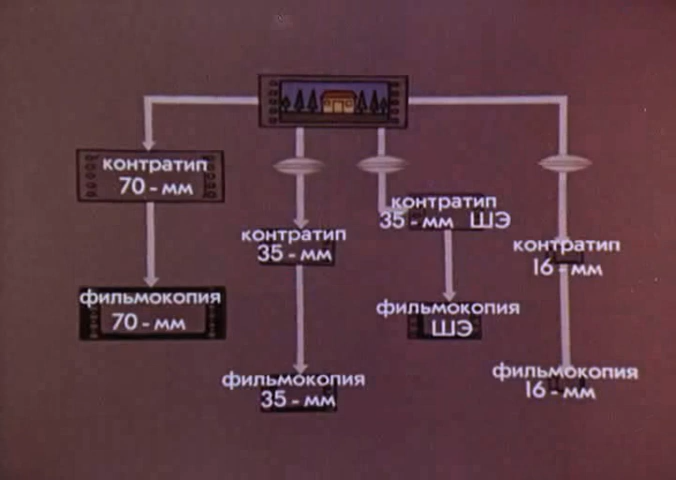 контратип
70 - мм
контратип
35 - мм
контратип
35 - мм ШЭ
контратип
16 - мм
фильмокопия
70 - мм
фильмокопия
35 - мм
фильмокопия
ШЭ
фильмокопия
16 - мм